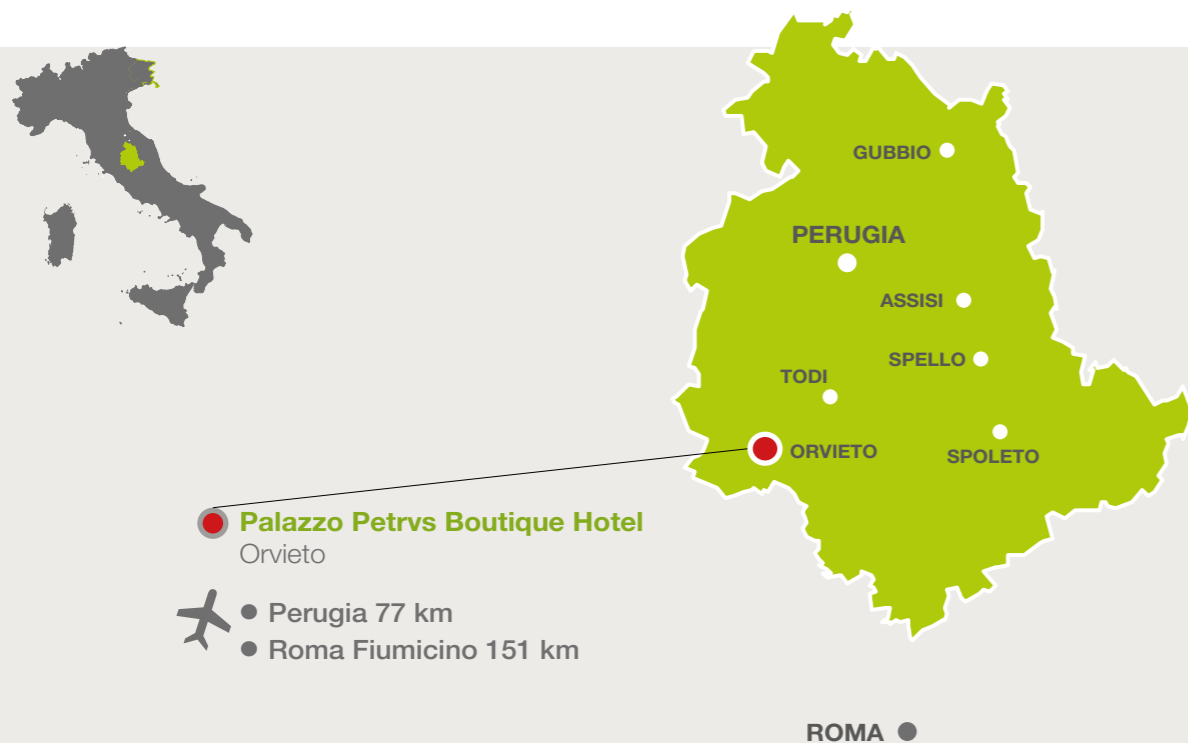 GUBBIO
PERUGIA
ASSISI
SPELLO
TODI
ORVIETO
SPOLETO
Palazzo Petrvs Boutique Hotel
Orvieto
Perugia 77 km
Roma Fiumicino 151 km
ROMA